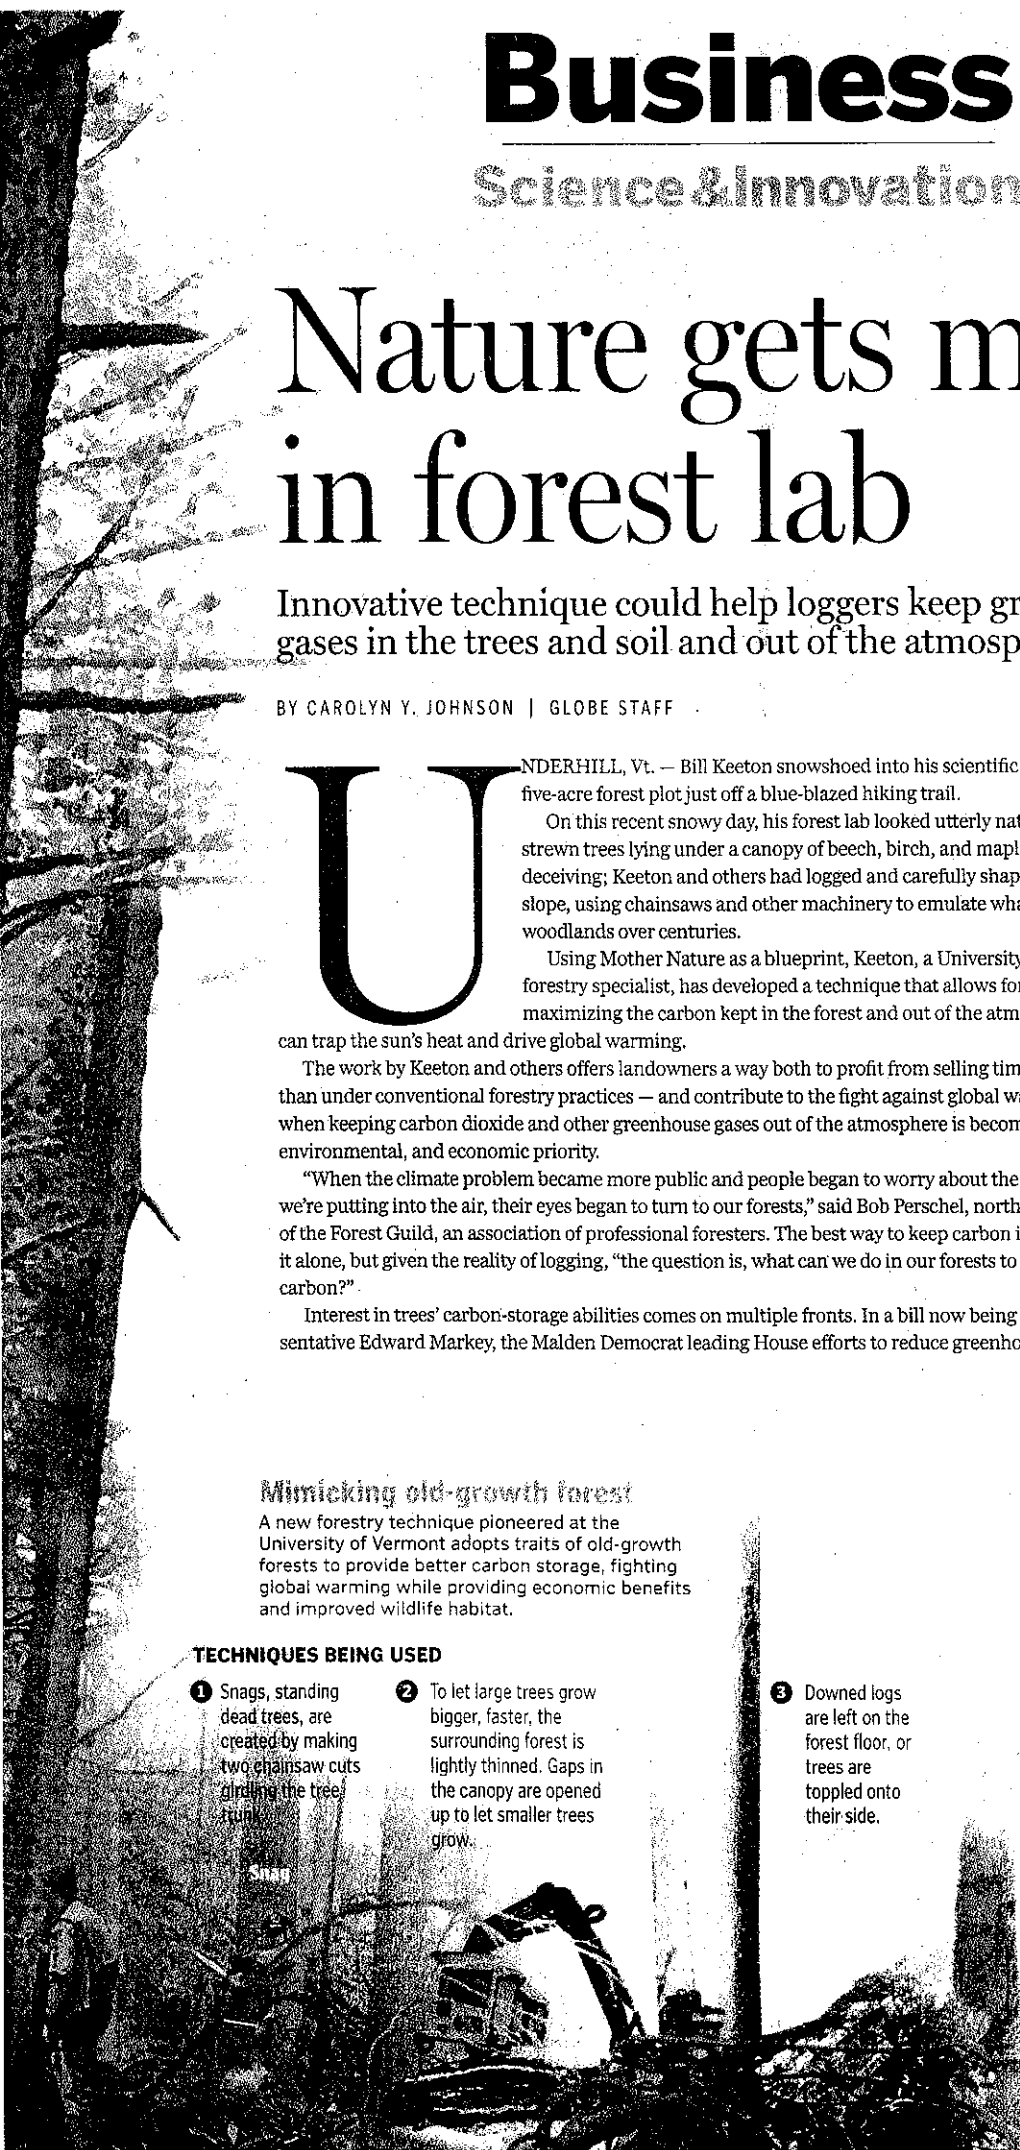 Business
Science&Innovation
Nature gets m
in forest lab
Innovative technique could help loggers keep gr
gases in the trees and soil and out of the atmosp
BY CAROLYN Y. JOHNSON | GLOBE STAFF
UNDERHILL, Vt. — Bill Keeton snowshoed into his scientific
five-acre forest plot just off a blue-blazed hiking trail.
On this recent snowy day, his forest lab looked utterly nat
strewn trees lying under a canopy of beech, birch, and mapl
deceiving; Keeton and others had logged and carefully shap
slope, using chainsaws and other machinery to emulate wha
woodlands over centuries.
Using Mother Nature as a blueprint, Keeton, a University
forestry specialist, has developed a technique that allows for
maximizing the carbon kept in the forest and out of the atm
can trap the sun's heat and drive global warming.
The work by Keeton and others offers landowners a way both to profit from selling tim
than under conventional forestry practices — and contribute to the fight against global wa
when keeping carbon dioxide and other greenhouse gases out of the atmosphere is becom
environmental, and economic priority.
"When the climate problem became more public and people began to worry about the
we're putting into the air, their eyes began to turn to our forests," said Bob Perschel, north
of the Forest Guild, an association of professional foresters. The best way to keep carbon i
it alone, but given the reality of logging, "the question is, what can we do in our forests to
carbon?"
Interest in trees' carbon-storage abilities comes on multiple fronts. In a bill now being
sentative Edward Markey, the Malden Democrat leading House efforts to reduce greenho
Mimicking old-growth forest
A new forestry technique pioneered at the
University of Vermont adopts traits of old-growth
forests to provide better carbon storage, fighting
global warming while providing economic benefits
and improved wildlife habitat.
TECHNIQUES BEING USED
1 Snags, standing
dead trees, are
created by making
two chainsaw cuts
girdling the tree
trunk.
Snag
2 To let large trees grow
bigger, faster, the
surrounding forest is
lightly thinned. Gaps in
the canopy are opened
up to let smaller trees
grow.
3 Downed logs
are left on the
forest floor, or
trees are
toppled onto
their side.